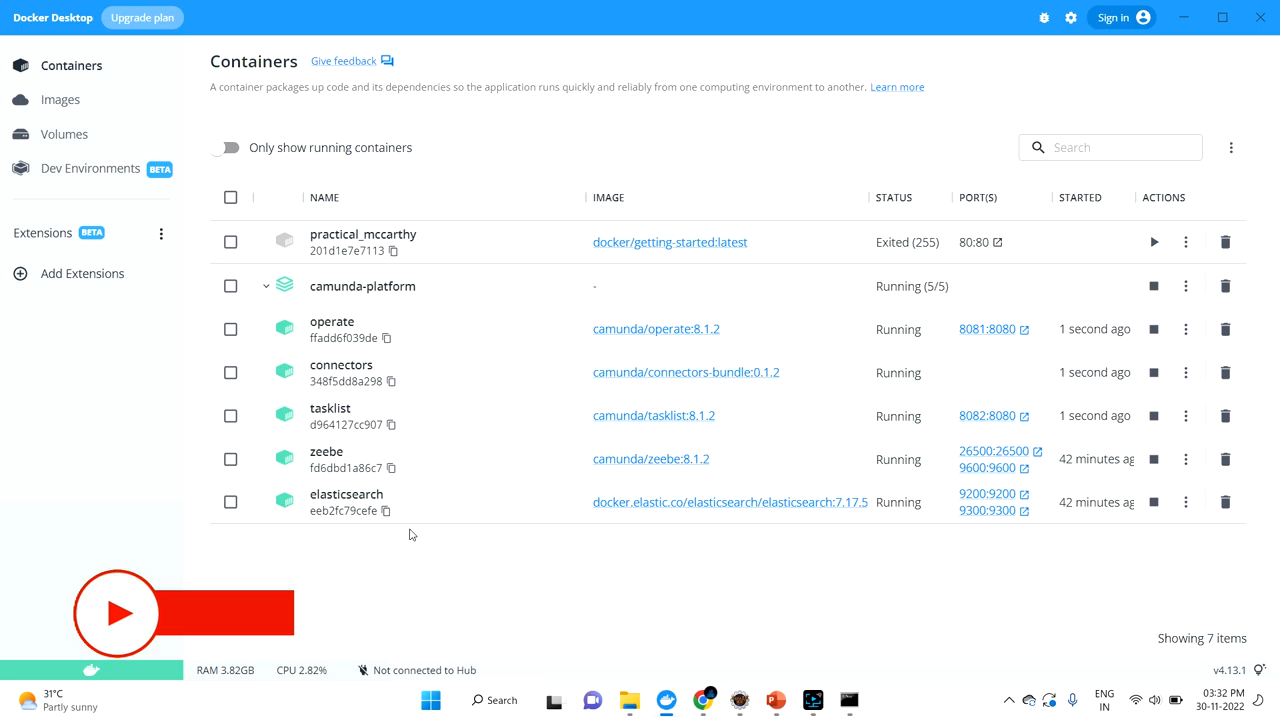 Docker Desktop Upgrade plan Sign in
Containers
Images
Volumes
Dev Environments BETA
Extensions BETA
Add Extensions
Containers Give feedback
A container packages up code and its dependencies so the application runs quickly and reliably from one computing environment to another. Learn more
Only show running containers Search
NAME IMAGE STATUS PORT(S) STARTED ACTIONS
practical_mccarthy
201d1e7e7113
docker/getting-started:latest Exited (255) 80:80
camunda-platform - Running (5/5)
operate
ffadd6f039de
camunda/operate:8.1.2 Running 8081:8080 1 second ago
connectors
348f5dd8a298
camunda/connectors-bundle:0.1.2 Running 1 second ago
tasklist
d964127cc907
camunda/tasklist:8.1.2 Running 8082:8080 1 second ago
zeebe
fd6dbd1a86c7
camunda/zeebe:8.1.2 Running 26500:26500 42 minutes ag
9600:9600
elasticsearch
eeb2fc79cefe
docker.elastic.co/elasticsearch/elasticsearch:7.17.5 Running 9200:9200 42 minutes ag
9300:9300
Showing 7 items
RAM 3.82GB CPU 2.82% Not connected to Hub v4.13.1
31°C
Partly sunny
Search
ENG
IN
03:32 PM
30-11-2022